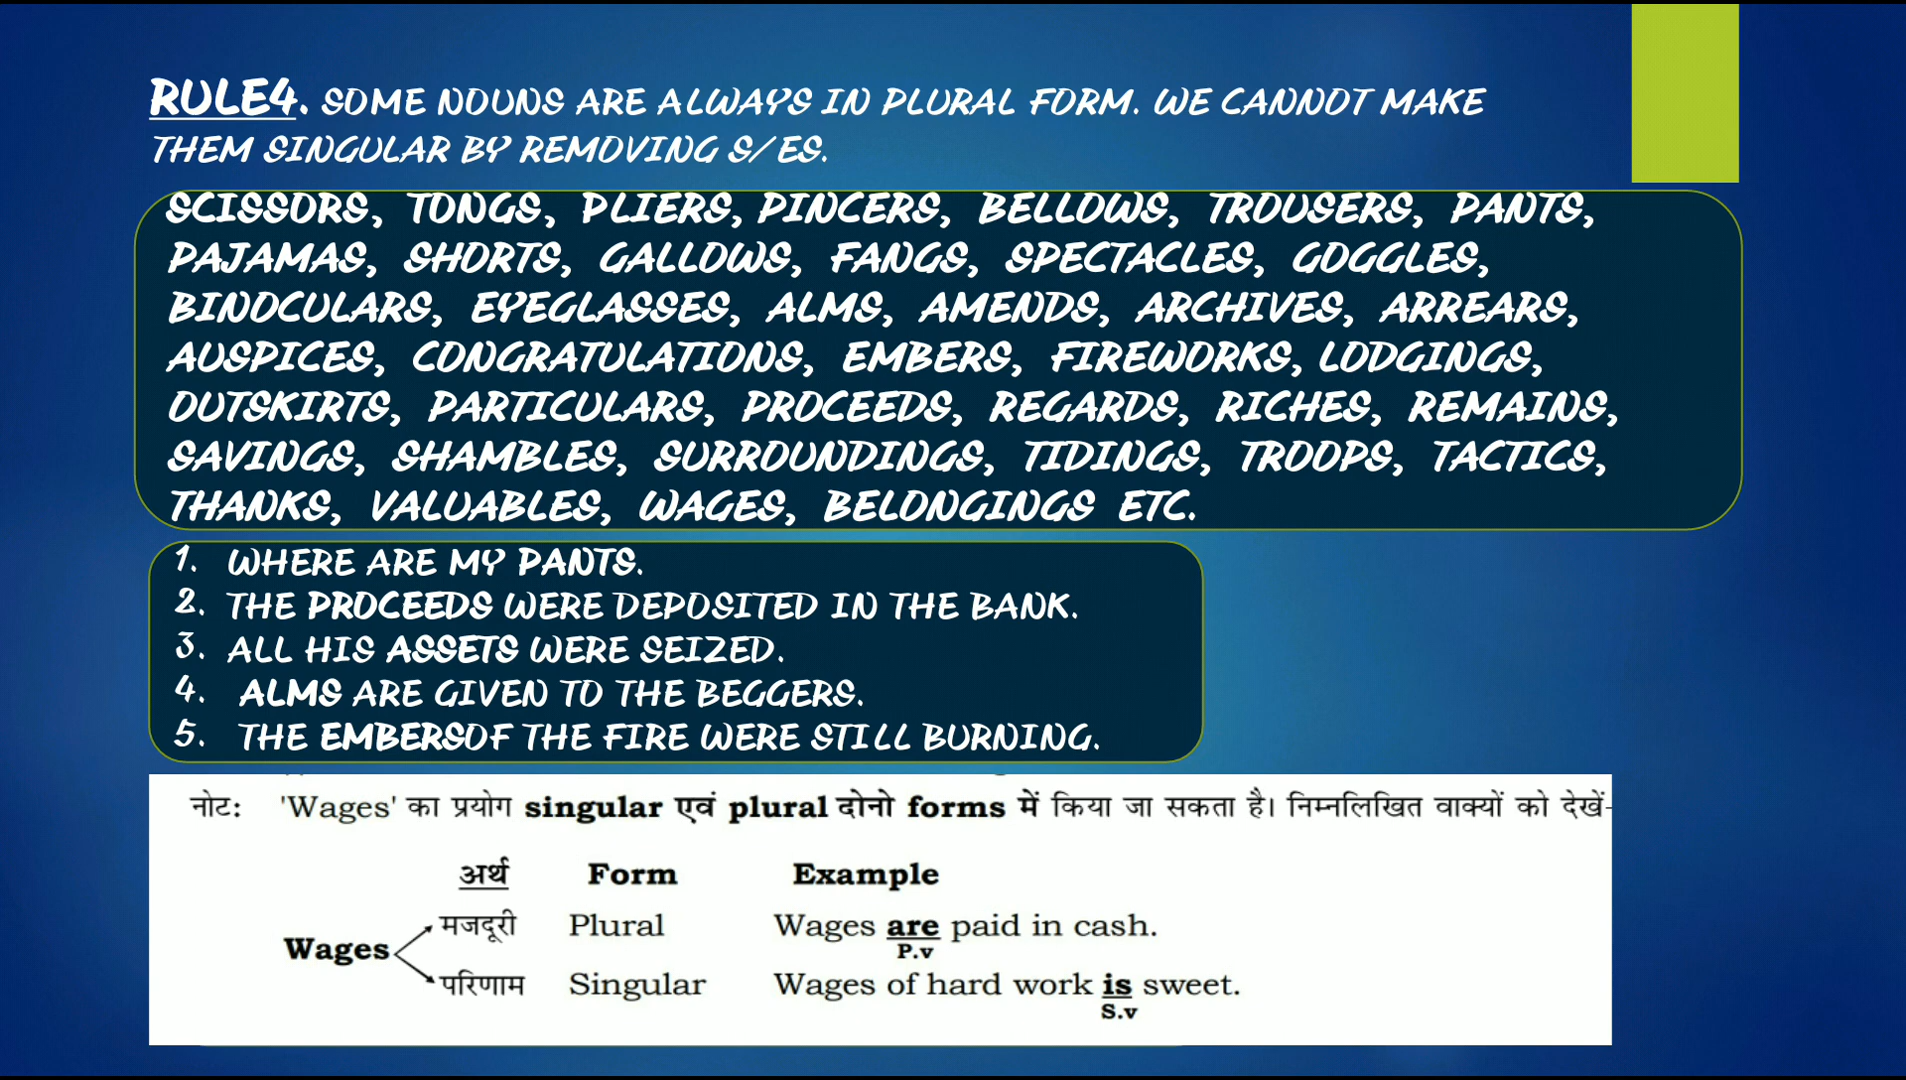 RULE4. SOME NOUNS ARE ALWAYS IN PLURAL FORM. WE CANNOT MAKE
THEM SINGULAR BY REMOVING S/ES.
SCISSORS, TONGS, PLIERS, PINCERS, BELLOWS, TROUSERS, PANTS,
PAJAMAS, SHORTS, GALLOWS, FANGS, SPECTACLES, GOGGLES,
BINOCULARS, EYEGLASSES, ALMS, AMENDS, ARCHIVES, ARREARS,
AUSPICES, CONGRATULATIONS, EMBERS, FIREWORKS, LODGINGS,
OUTSKIRTS, PARTICULARS, PROCEEDS, REGARDS, RICHES, REMAINS,
SAVINGS, SHAMBLES, SURROUNDINGS, TIDINGS, TROOPS, TACTICS,
THANKS, VALUABLES, WAGES, BELONGINGS ETC.
1. WHERE ARE MY PANTS.
2. THE PROCEEDS WERE DEPOSITED IN THE BANK.
3. ALL HIS ASSETS WERE SEIZED.
4. ALMS ARE GIVEN TO THE BEGGERS.
5. THE EMBERSOF THE FIRE WERE STILL BURNING.
नोट: 'Wages' का प्रयोग singular एवं plural दोनो forms में किया जा सकता है। निम्नलिखित वाक्यों को देखें-
अर्थ Form Example
मजदूरी Plural Wages are paid in cash.
P.v
Wages
परिणाम Singular Wages of hard work is sweet.
S.v